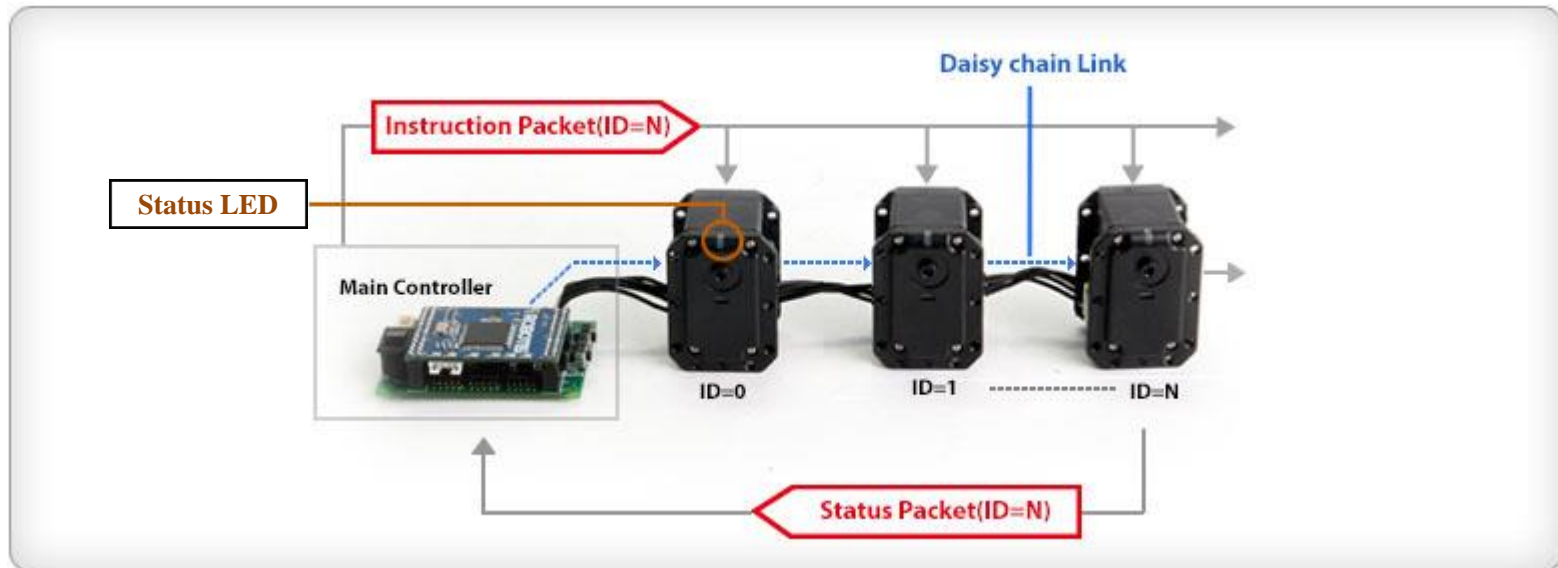 Daisy chain Link
Instruction Packet(ID=N)
Status LED
Main Controller
ID=0
ID=1
ID=N
Status Packet(ID=N)